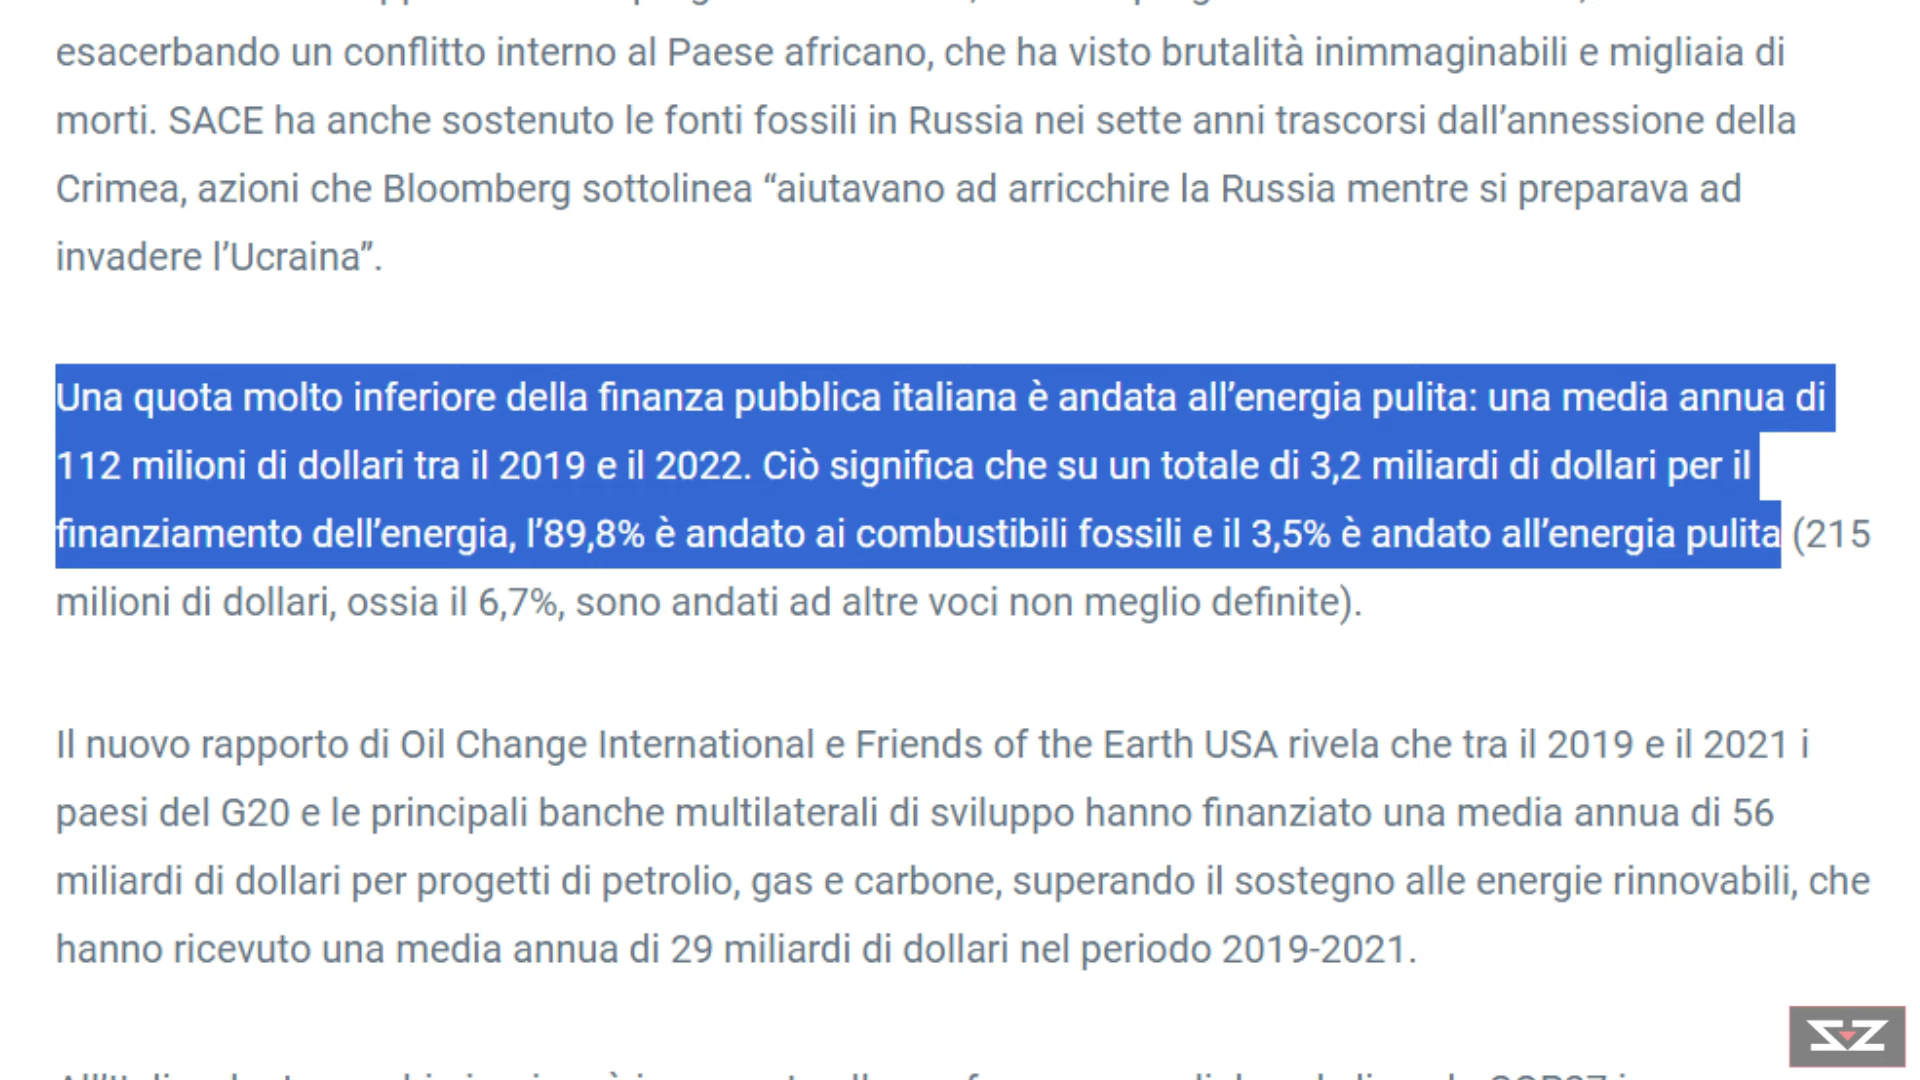 esacerbando un conflitto interno al Paese africano, che ha visto brutalità inimmaginabili e migliaia di
morti. SACE ha anche sostenuto le fonti fossili in Russia nei sette anni trascorsi dall’annessione della
Crimea, azioni che Bloomberg sottolinea “aiutavano ad arricchire la Russia mentre si preparava ad
invadere l’Ucraina”.
Una quota molto inferiore della finanza pubblica italiana è andata all’energia pulita: una media annua di
112 milioni di dollari tra il 2019 e il 2022. Ciò significa che su un totale di 3,2 miliardi di dollari per il
finanziamento dell’energia, l’89,8% è andato ai combustibili fossili e il 3,5% è andato all’energia pulita (215
milioni di dollari, ossia il 6,7%, sono andati ad altre voci non meglio definite).
Il nuovo rapporto di Oil Change International e Friends of the Earth USA rivela che tra il 2019 e il 2021 i
paesi del G20 e le principali banche multilaterali di sviluppo hanno finanziato una media annua di 56
miliardi di dollari per progetti di petrolio, gas e carbone, superando il sostegno alle energie rinnovabili, che
hanno ricevuto una media annua di 29 miliardi di dollari nel periodo 2019-2021.